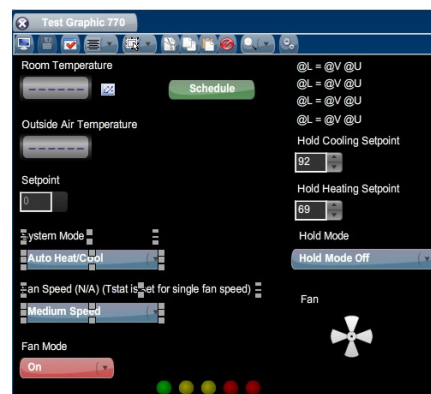 Test Graphic 770
Room Temperature
------
Schedule
Outside Air Temperature
------
Setpoint
0
System Mode
Auto Heat/Cool
Fan Speed (N/A) (Tstat is set for single fan speed)
Medium Speed
Fan Mode
On
@L = @V @U
@L = @V @U
@L = @V @U
@L = @V @U
Hold Cooling Setpoint
92
Hold Heating Setpoint
69
Hold Mode
Hold Mode Off
Fan